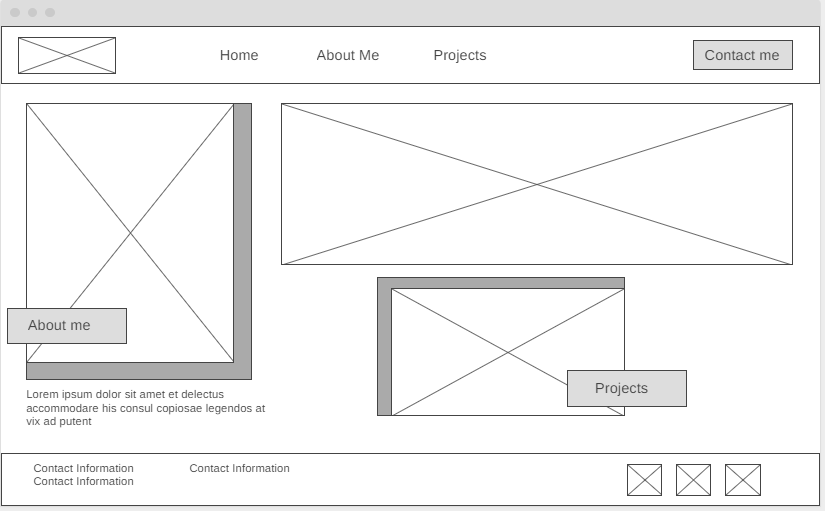 Home
About Me
Projects
Contact me
About me
Lorem ipsum dolor sit amet et delectus
accommodare his consul copiosae legendos at
vix ad putent
Projects
Contact Information
Contact Information
Contact Information